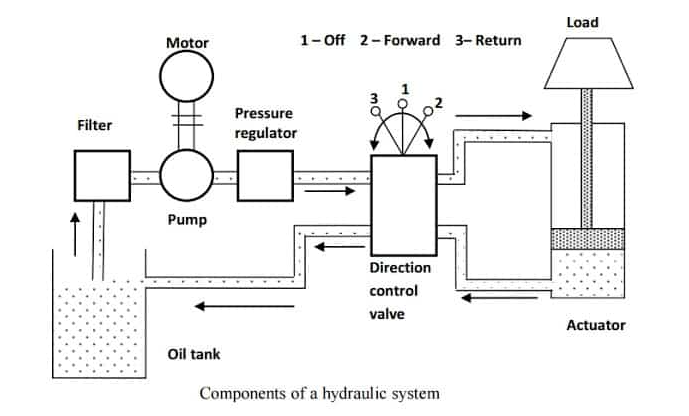 Load
Motor
1 – Off 2 – Forward 3– Return
3 1 2
Filter
Pressure
regulator
Pump
Direction
control
valve
Actuator
Oil tank
Components of a hydraulic system